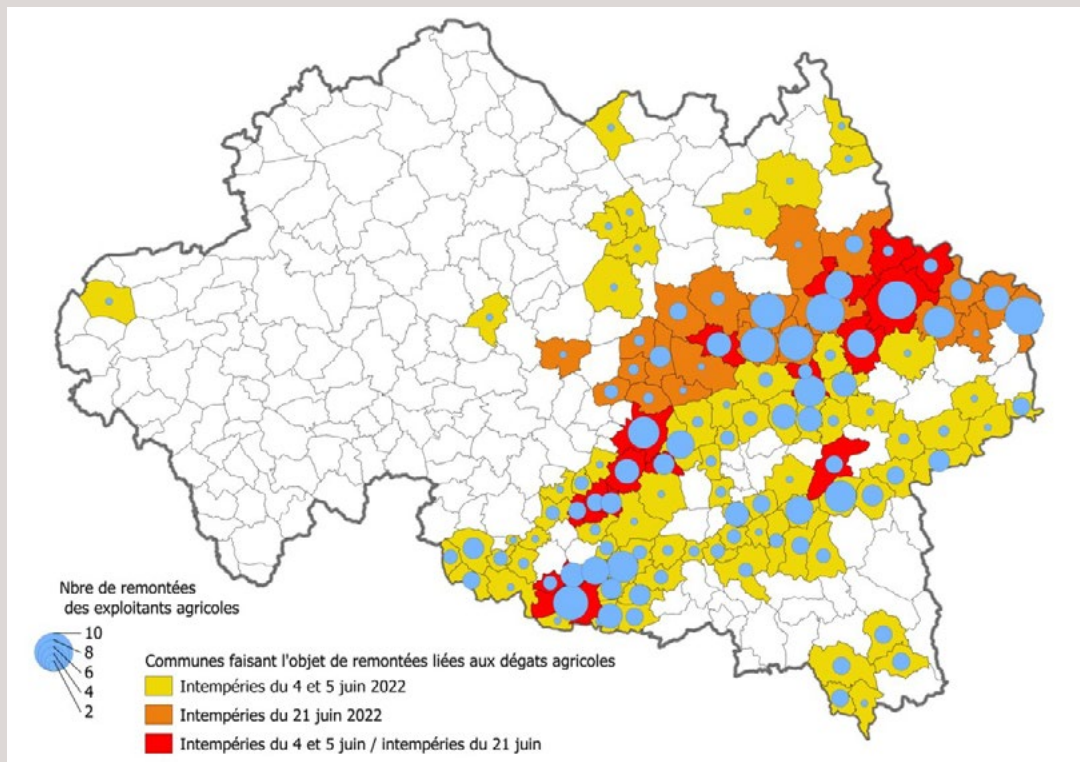 Nbre de remontées
des exploitants agricoles
10
8
6
4
2
Communes faisant l'objet de remontées liées aux dégats agricoles
Intempéries du 4 et 5 juin 2022
Intempéries du 21 juin 2022
Intempéries du 4 et 5 juin / intempéries du 21 juin